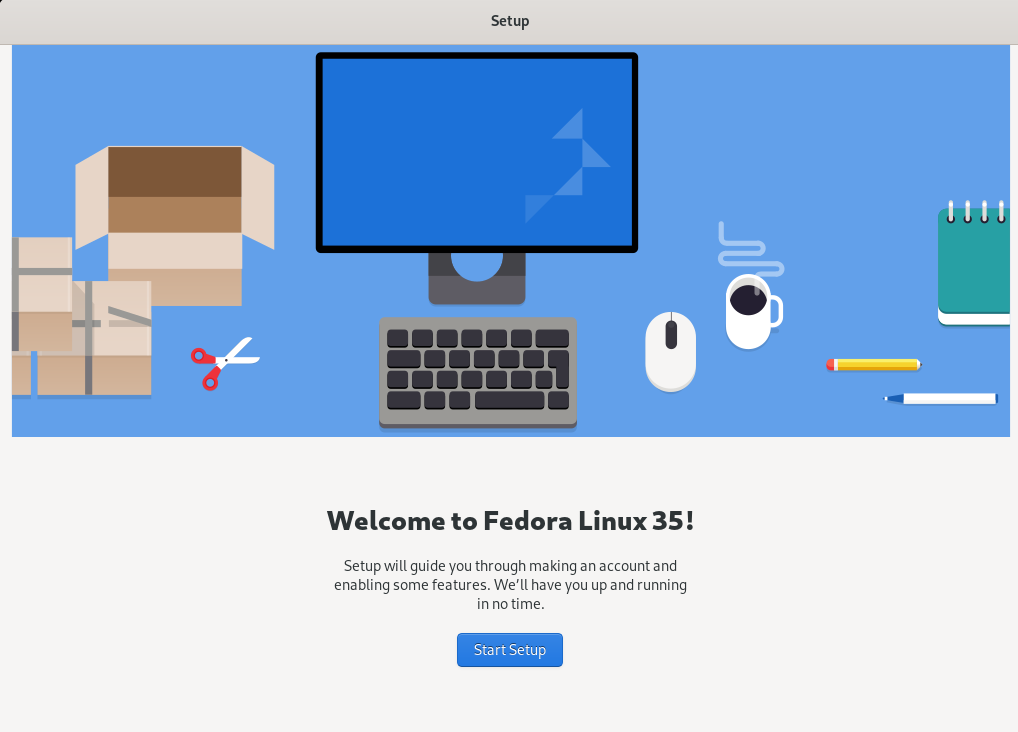 Setup
Welcome to Fedora Linux 35!
Setup will guide you through making an account and
enabling some features. We’ll have you up and running
in no time.
Start Setup